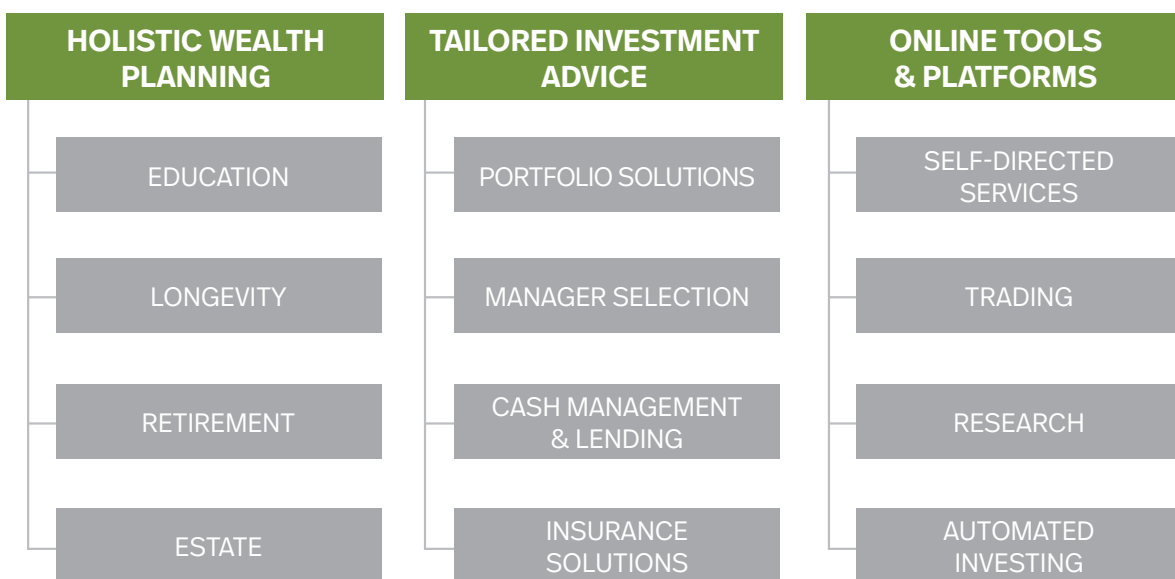 HOLISTIC WEALTH
PLANNING
EDUCATION
LONGEVITY
RETIREMENT
ESTATE
TAILORED INVESTMENT
ADVICE
PORTFOLIO SOLUTIONS
MANAGER SELECTION
CASH MANAGEMENT
& LENDING
INSURANCE
SOLUTIONS
ONLINE TOOLS
& PLATFORMS
SELF-DIRECTED
SERVICES
TRADING
RESEARCH
AUTOMATED
INVESTING